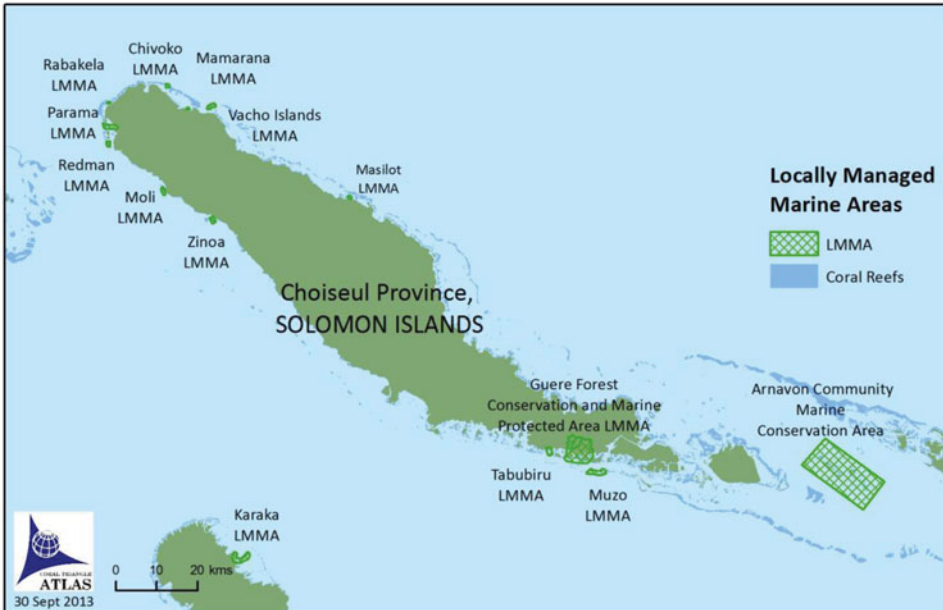 Chivoko
LMMA
Mamarana
LMMA
Rabakela
LMMA
Parama
LMMA
Vacho Islands
LMMA
Redman
LMMA
Moli
LMMA
Masilot
LMMA
Zinoa
LMMA
Locally Managed
Marine Areas
LMMA
Coral Reefs
Choiseul Province,
SOLOMON ISLANDS
Guere Forest
Conservation and Marine
Protected Area LMMA
Arnavon Community
Marine
Conservation Area
Tabubiru
LMMA
Muzo
LMMA
Karaka
LMMA
CORAL TRIANGLE
ATLAS
30 Sept 2013
0 10 20 kms